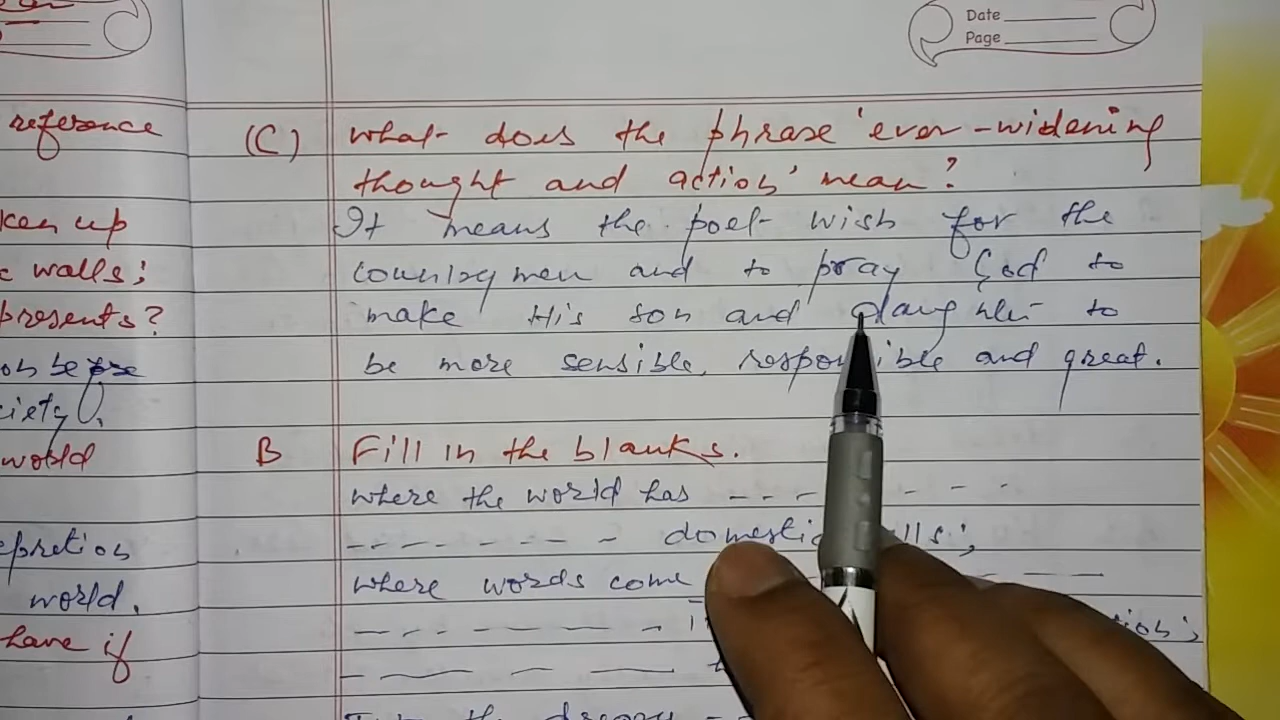 Date
Page
reference
ken up
c walls;
presents?
ciety
world
world.
have if
(C) what does the phrase 'ever-widening
thought and action' mean?
It means the poet wish for the
countrymen and to pray God to
make His son and daughter to
be more sensible, responsible and great.
B Fill in the blanks.
where the world has - - - - - -
- - - - - - - domestic lls;
where words come - - -
- - - - - -
- - - -
the dreary